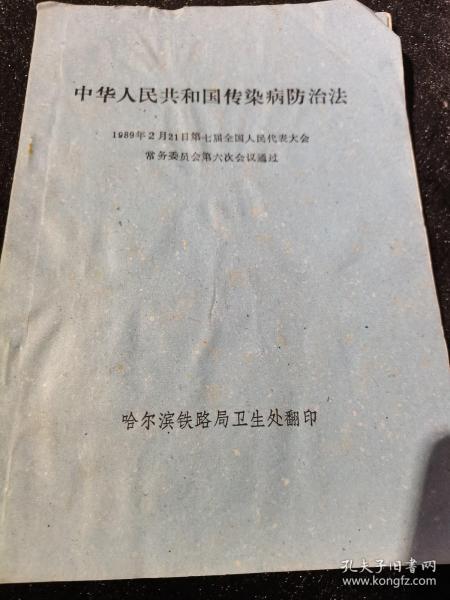 中华人民共和国传染病防治法
1989年2月21日第七届全国人民代表大会
常务委员会第六次会议通过
哈尔滨铁路局卫生处翻印
孔夫子旧书网
www.kongfz.com